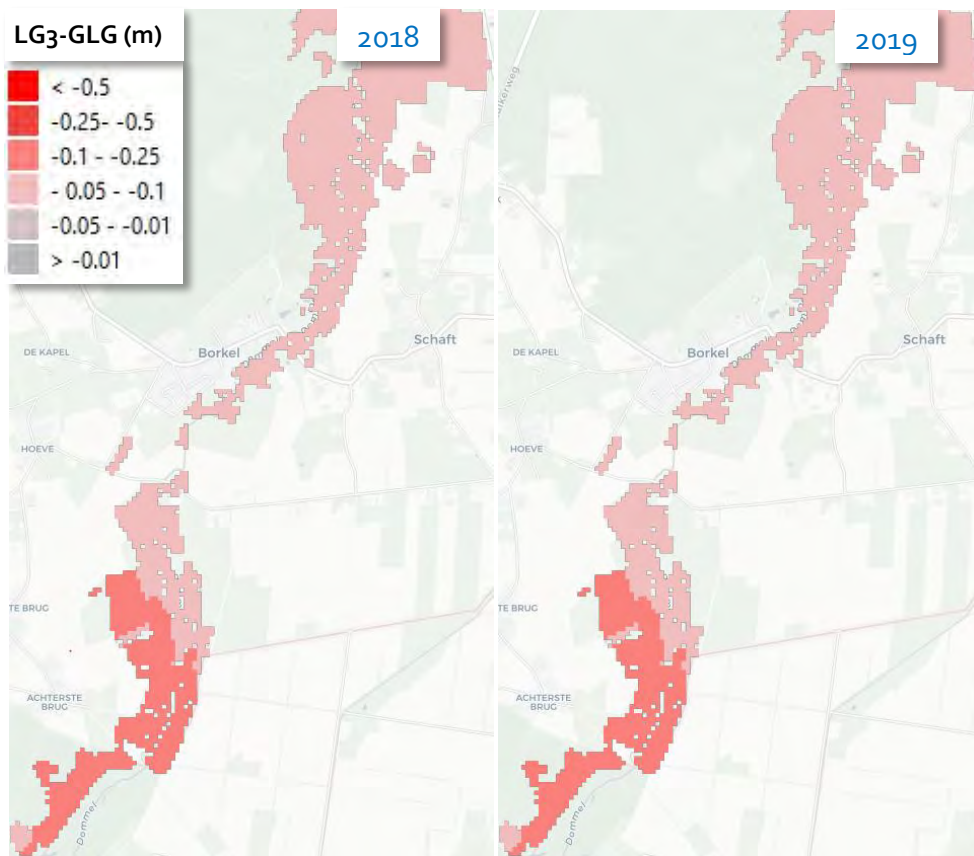 LG3-GLG (m)
< -0.5
-0.25- -0.5
-0.1 - -0.25
- 0.05 - -0.1
-0.05 - -0.01
> -0.01
2018
2019
alkerweg
Borkel
Schaft
DE KAPEL
HOEVE
TE BRUG
ACHTERSTE
BRUG
Dommel
Borkel
Schaft
DE KAPEL
HOEVE
TE BRUG
ACHTERSTE
BRUG
Dommel